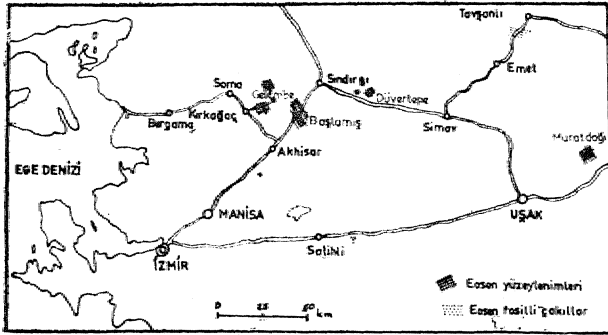 Tavşanlı
Emet
Sındırgı
Soma
Gelembe
Düvertepe
Bergama
Kırkağaç
Başlamış
Simav
Muratdağı
Akhisar
EGE DENİZİ
MANİSA
UŞAK
Salihli
İZMİR
Eosen yüzeylenimleri
0 25 50 km
Eosen fosilli çakıllar